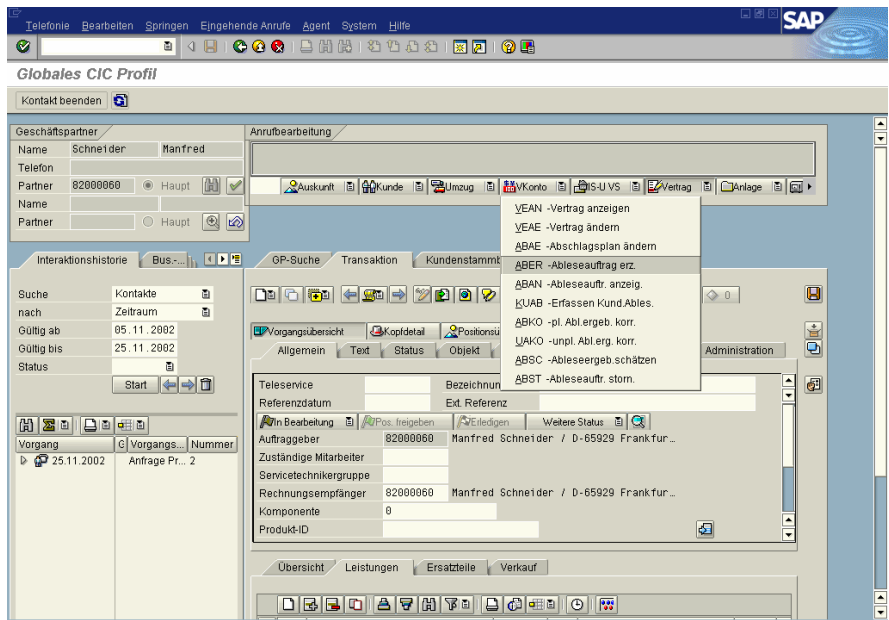 Telefonie Bearbeiten Springen Eingehende Anrufe Agent System Hilfe
SAP
Globales CIC Profil
Kontakt beenden
Geschäftspartner
Name Schneider Manfred
Telefon
Partner 82000060 Haupt
Name
Partner Haupt
Anrufbearbeitung
Auskunft Kunde Umzug VKonto IS-U VS Vertrag Anlage
VEAN -Vertrag anzeigen
VEAE -Vertrag ändern
ABAE -Abschlagsplan ändern
ABER -Ableseauftrag erz.
ABAN -Ableseauftr. anzeig.
KUAB -Erfassen Kund.Ables.
ABKO -pl. Abl.ergeb. korr.
UAKO -unpl. Abl.erg. korr.
ABSC -Ableseergeb.schätzen
ABST -Ableseauftr. storn.
Interaktionshistorie Bus.-...
Suche Kontakte
nach Zeitraum
Gültig ab 05.11.2002
Gültig bis 25.11.2002
Status
Start
Vorgang G Vorgangs... Nummer
25.11.2002 Anfrage Pr... 2
GP-Suche Transaktion Kundenstammb
0
Vorgangsübersicht Kopfdetail Positionsü
Allgemein Text Status Objekt Administration
Teleservice Bezeichnun
Referenzdatum Ext. Referenz
In Bearbeitung Pos. freigeben Erledigen Weitere Status
Auftraggeber 82000060 Manfred Schneider / D-65929 Frankfur…
Zuständige Mitarbeiter
Servicetechnikergruppe
Rechnungsempfänger 82000060 Manfred Schneider / D-65929 Frankfur…
Komponente 0
Produkt-ID
Übersicht Leistungen Ersatzteile Verkauf